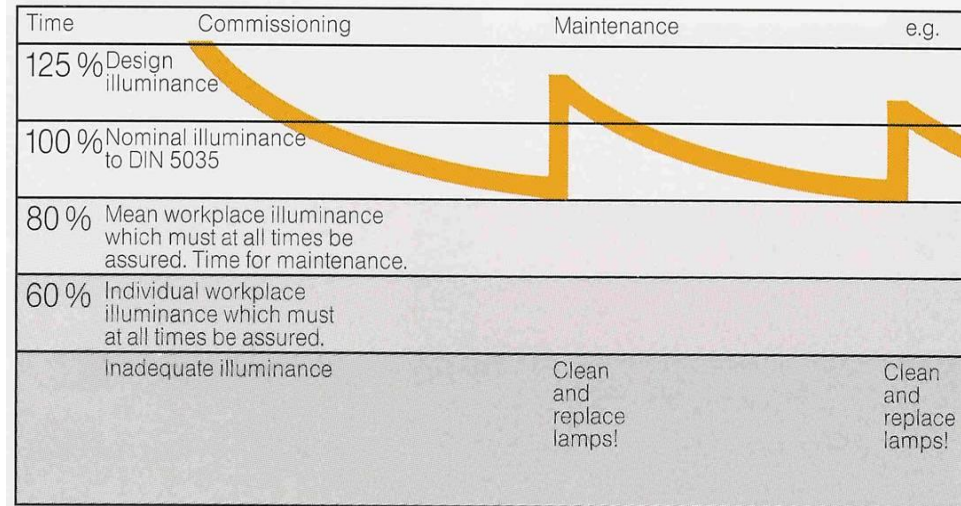 Time Commissioning Maintenance e.g.
125 % Design
illuminance
100 % Nominal illuminance
to DIN 5035
80 % Mean workplace illuminance
which must at all times be
assured. Time for maintenance.
60 % Individual workplace
illuminance which must
at all times be assured.
Inadequate illuminance
Clean
and
replace
lamps!
Clean
and
replace
lamps!